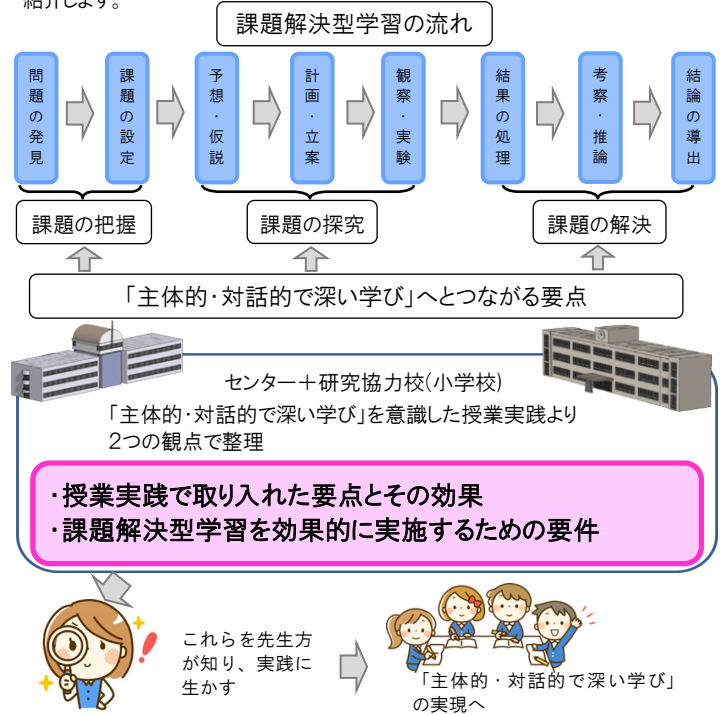 紹介します。
課題解決型学習の流れ
問題の発見
課題の設定
予想・仮説
計画・立案
観察・実験
結果の処理
考察・推論
結論の導出
課題の把握
課題の探究
課題の解決
「主体的・対話的で深い学び」へとつながる要点
センター＋研究協力校(小学校)
「主体的・対話的で深い学び」を意識した授業実践より
2つの観点で整理
・授業実践で取り入れた要点とその効果
・課題解決型学習を効果的に実施するための要件
これらを先生方
が知り、実践に
生かす
「主体的・対話的で深い学び」
の実現へ